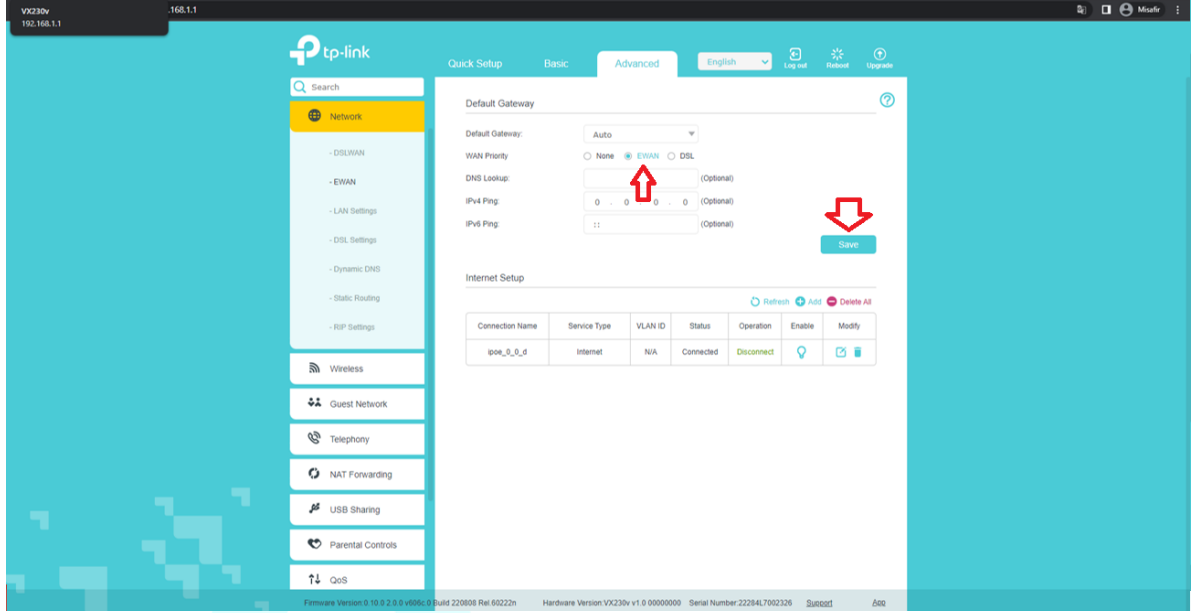 VX230v
192.168.1.1
.168.1.1
Misafir
tp-link
Quick Setup
Basic
Advanced
English
Log out
Reboot
Upgrade
Search
Network
- DSLWAN
- EWAN
- LAN Settings
- DSL Settings
- Dynamic DNS
- Static Routing
- RIP Settings
Wireless
Guest Network
Telephony
NAT Forwarding
USB Sharing
Parental Controls
QoS
Default Gateway
Default Gateway: Auto
WAN Priority None EWAN DSL
DNS Lookup: (Optional)
IPv4 Ping: 0 . 0 . 0 . 0 (Optional)
IPv6 Ping: :: (Optional)
Save
Internet Setup
Refresh Add Delete All
Connection Name Service Type VLAN ID Status Operation Enable Modify
ipoe_0_0_d Internet N/A Connected Disconnect
Firmware Version:0.10.0 2.0.0 v606c.0 Build 220808 Rel.60222n Hardware Version:VX230v v1.0 00000000 Serial Number:22284L7002326 Support App